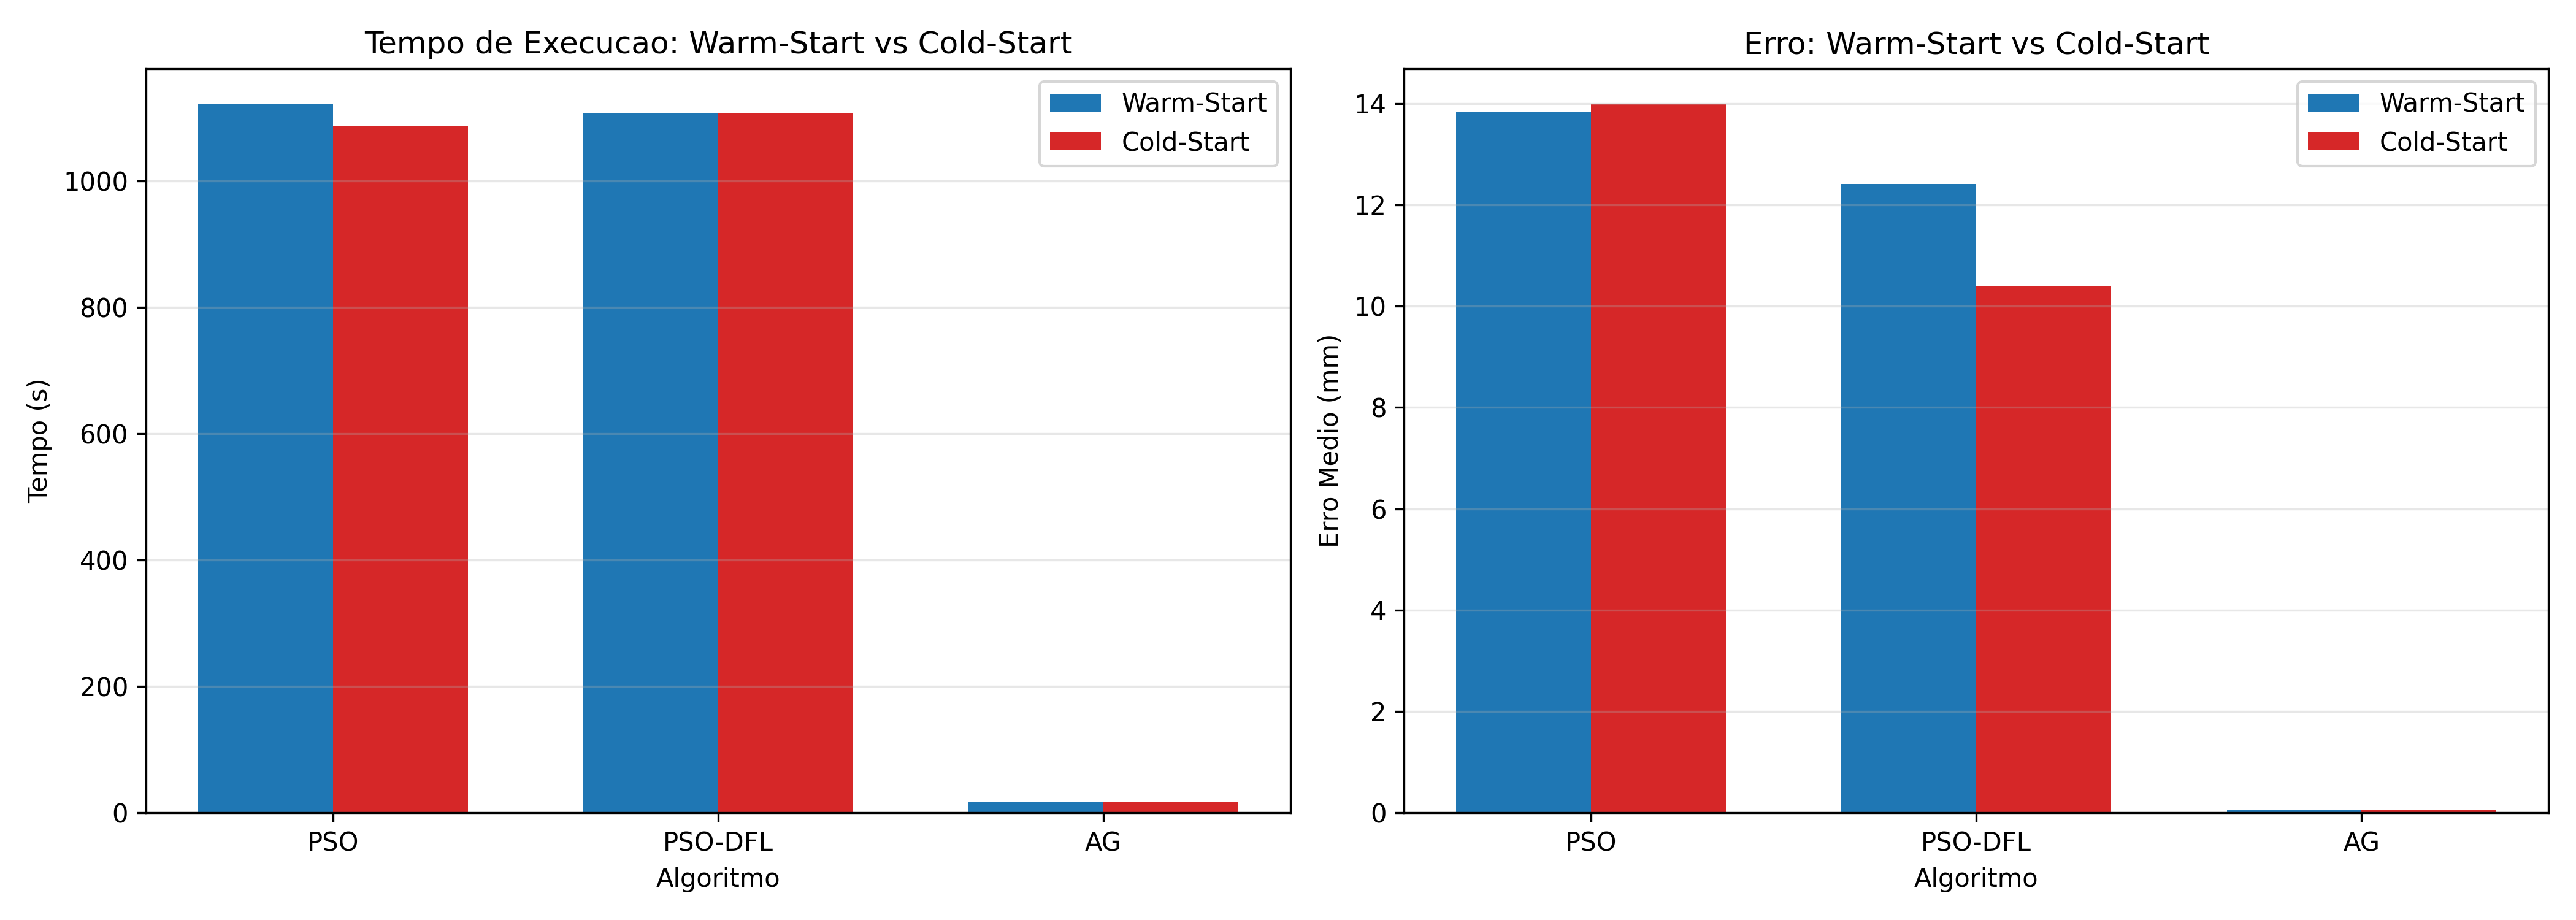 Tempo de Execucao: Warm-Start vs Cold-Start
Warm-Start
Cold-Start
1000
800
600
400
200
0
Tempo (s)
PSO
PSO-DFL
AG
Algoritmo
Erro: Warm-Start vs Cold-Start
Warm-Start
Cold-Start
14
12
10
8
6
4
2
0
Erro Medio (mm)
PSO
PSO-DFL
AG
Algoritmo